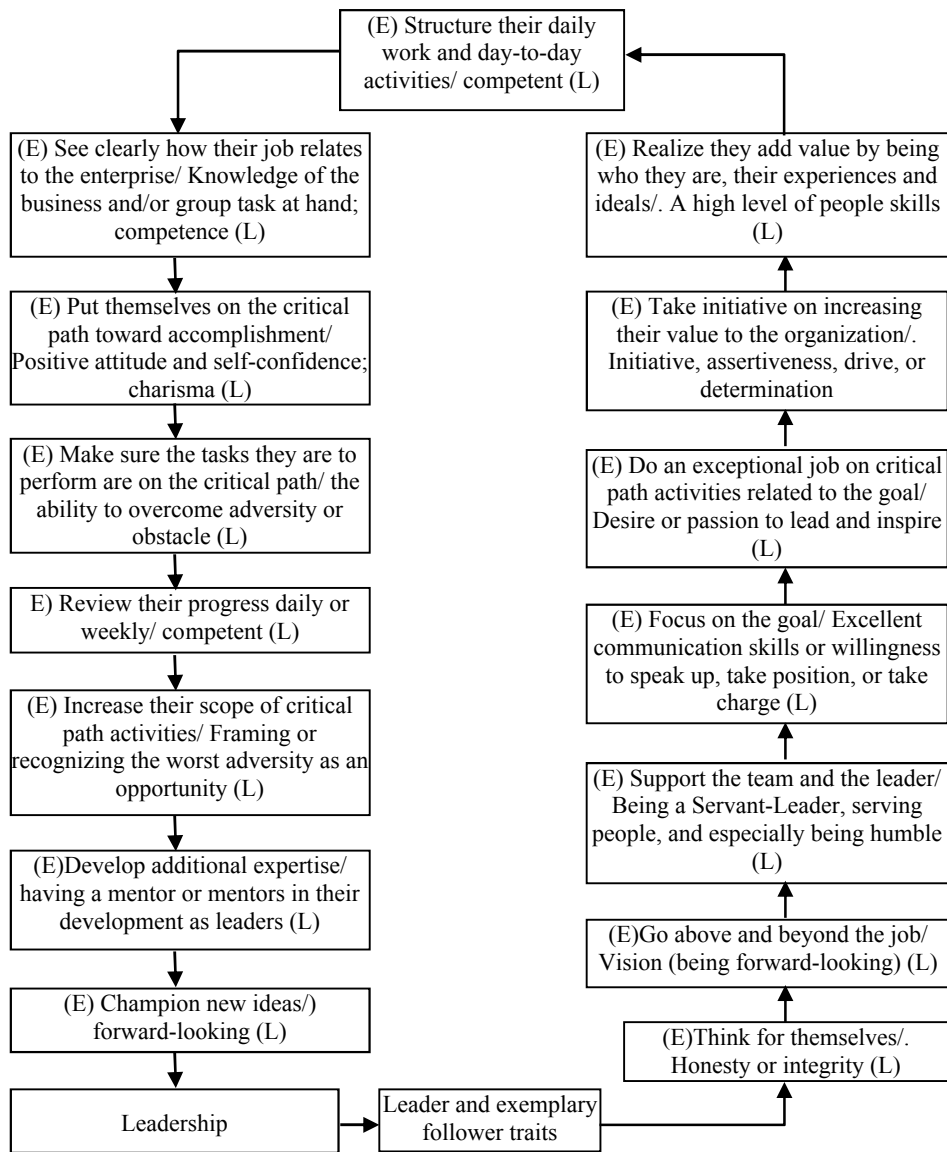 (E) Structure their daily
work and day-to-day
activities/ competent (L)
(E) See clearly how their job relates
to the enterprise/ Knowledge of the
business and/or group task at hand;
competence (L)
(E) Put themselves on the critical
path toward accomplishment/
Positive attitude and self-confidence;
charisma (L)
(E) Make sure the tasks they are to
perform are on the critical path/ the
ability to overcome adversity or
obstacle (L)
E) Review their progress daily or
weekly/ competent (L)
(E) Increase their scope of critical
path activities/ Framing or
recognizing the worst adversity as an
opportunity (L)
(E)Develop additional expertise/
having a mentor or mentors in their
development as leaders (L)
(E) Champion new ideas/)
forward-looking (L)
Leadership
Leader and exemplary
follower traits
(E) Realize they add value by being
who they are, their experiences and
ideals/. A high level of people skills
(L)
(E) Take initiative on increasing
their value to the organization/.
Initiative, assertiveness, drive, or
determination
(E) Do an exceptional job on critical
path activities related to the goal/
Desire or passion to lead and inspire
(L)
(E) Focus on the goal/ Excellent
communication skills or willingness
to speak up, take position, or take
charge (L)
(E) Support the team and the leader/
Being a Servant-Leader, serving
people, and especially being humble
(L)
(E)Go above and beyond the job/
Vision (being forward-looking) (L)
(E)Think for themselves/.
Honesty or integrity (L)